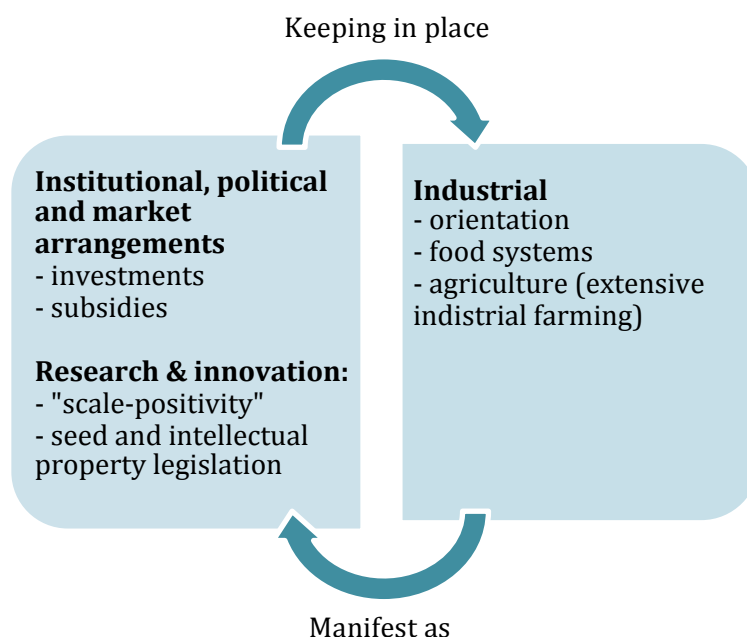 Keeping in place
Institutional, political
and market
arrangements
- investments
- subsidies
Research & innovation:
- "scale-positivity"
- seed and intellectual
property legislation
Industrial
- orientation
- food systems
- agriculture (extensive
indistrial farming)
Manifest as